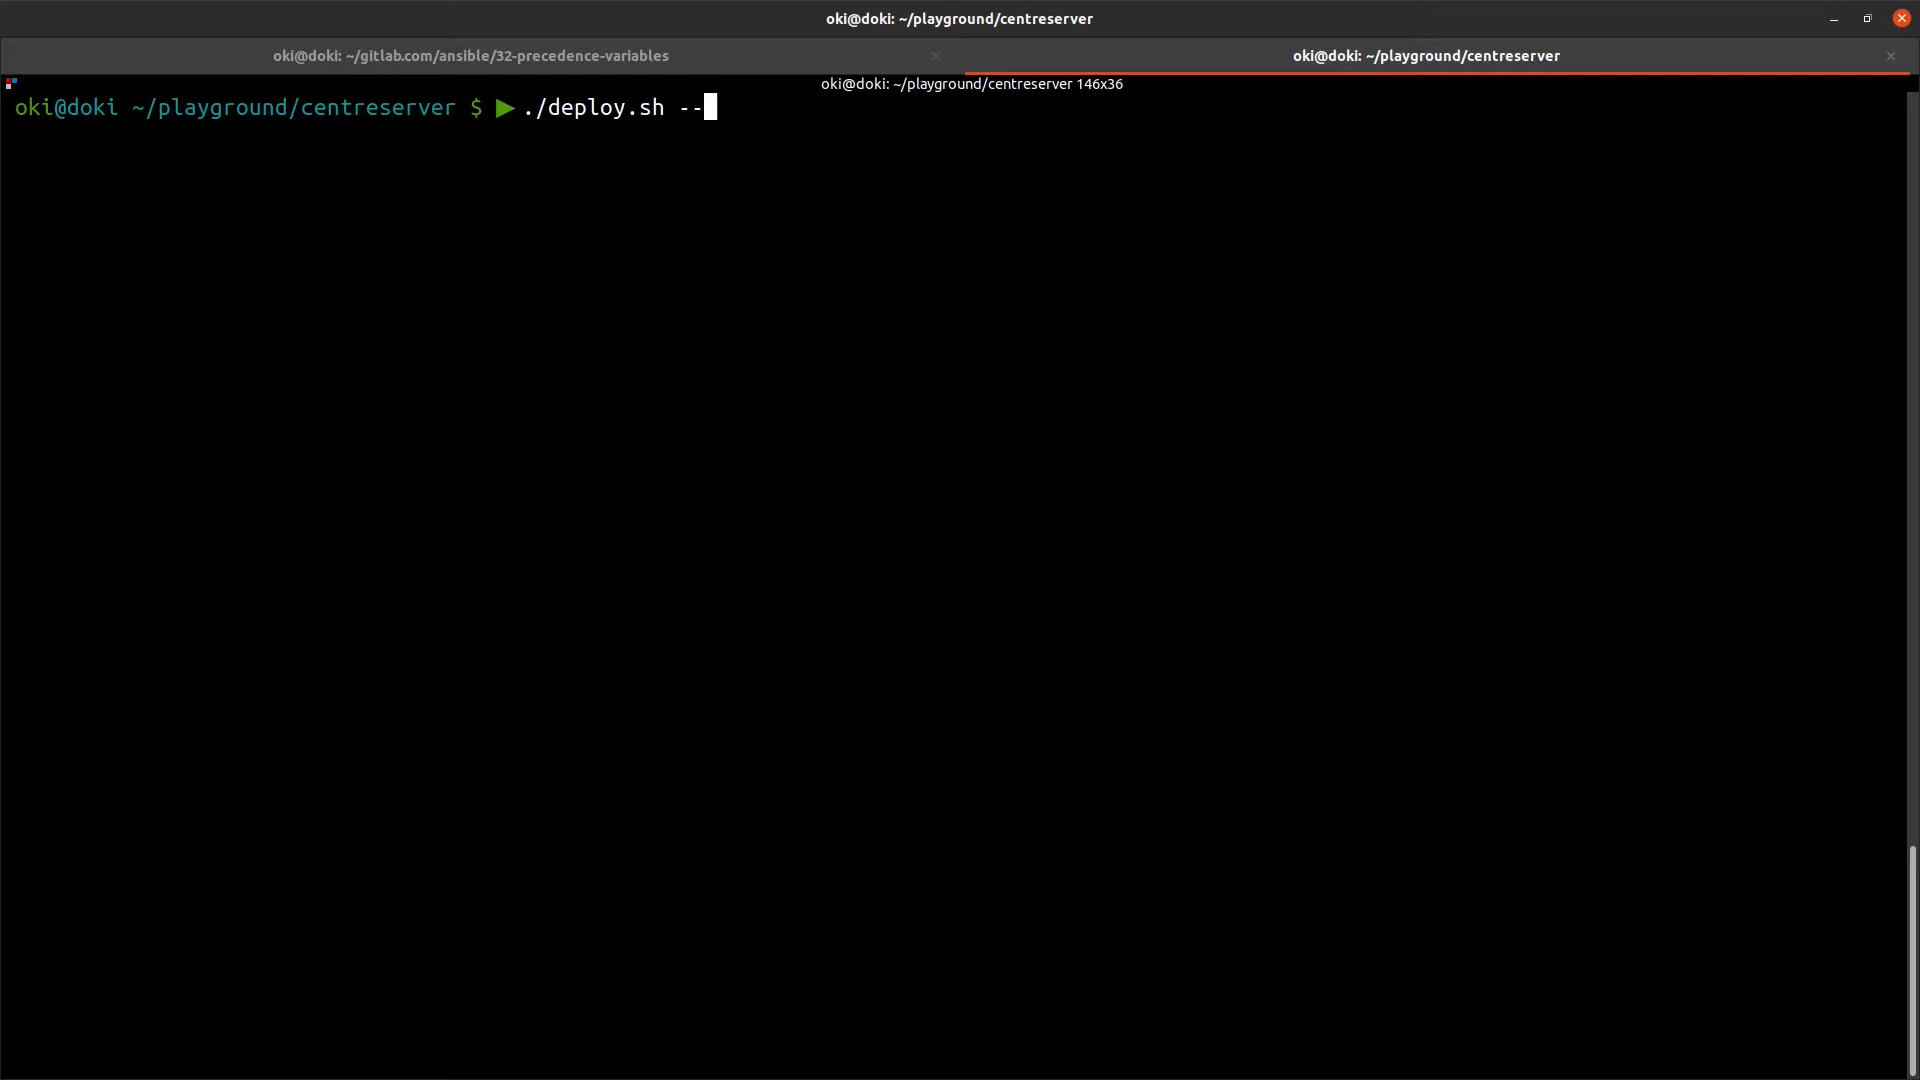 oki@doki: ~/playground/centreserver
oki@doki: ~/gitlab.com/ansible/32-precedence-variables
oki@doki: ~/playground/centreserver
oki@doki: ~/playground/centreserver 146x36
oki@doki ~/playground/centreserver $ ▶ ./deploy.sh --